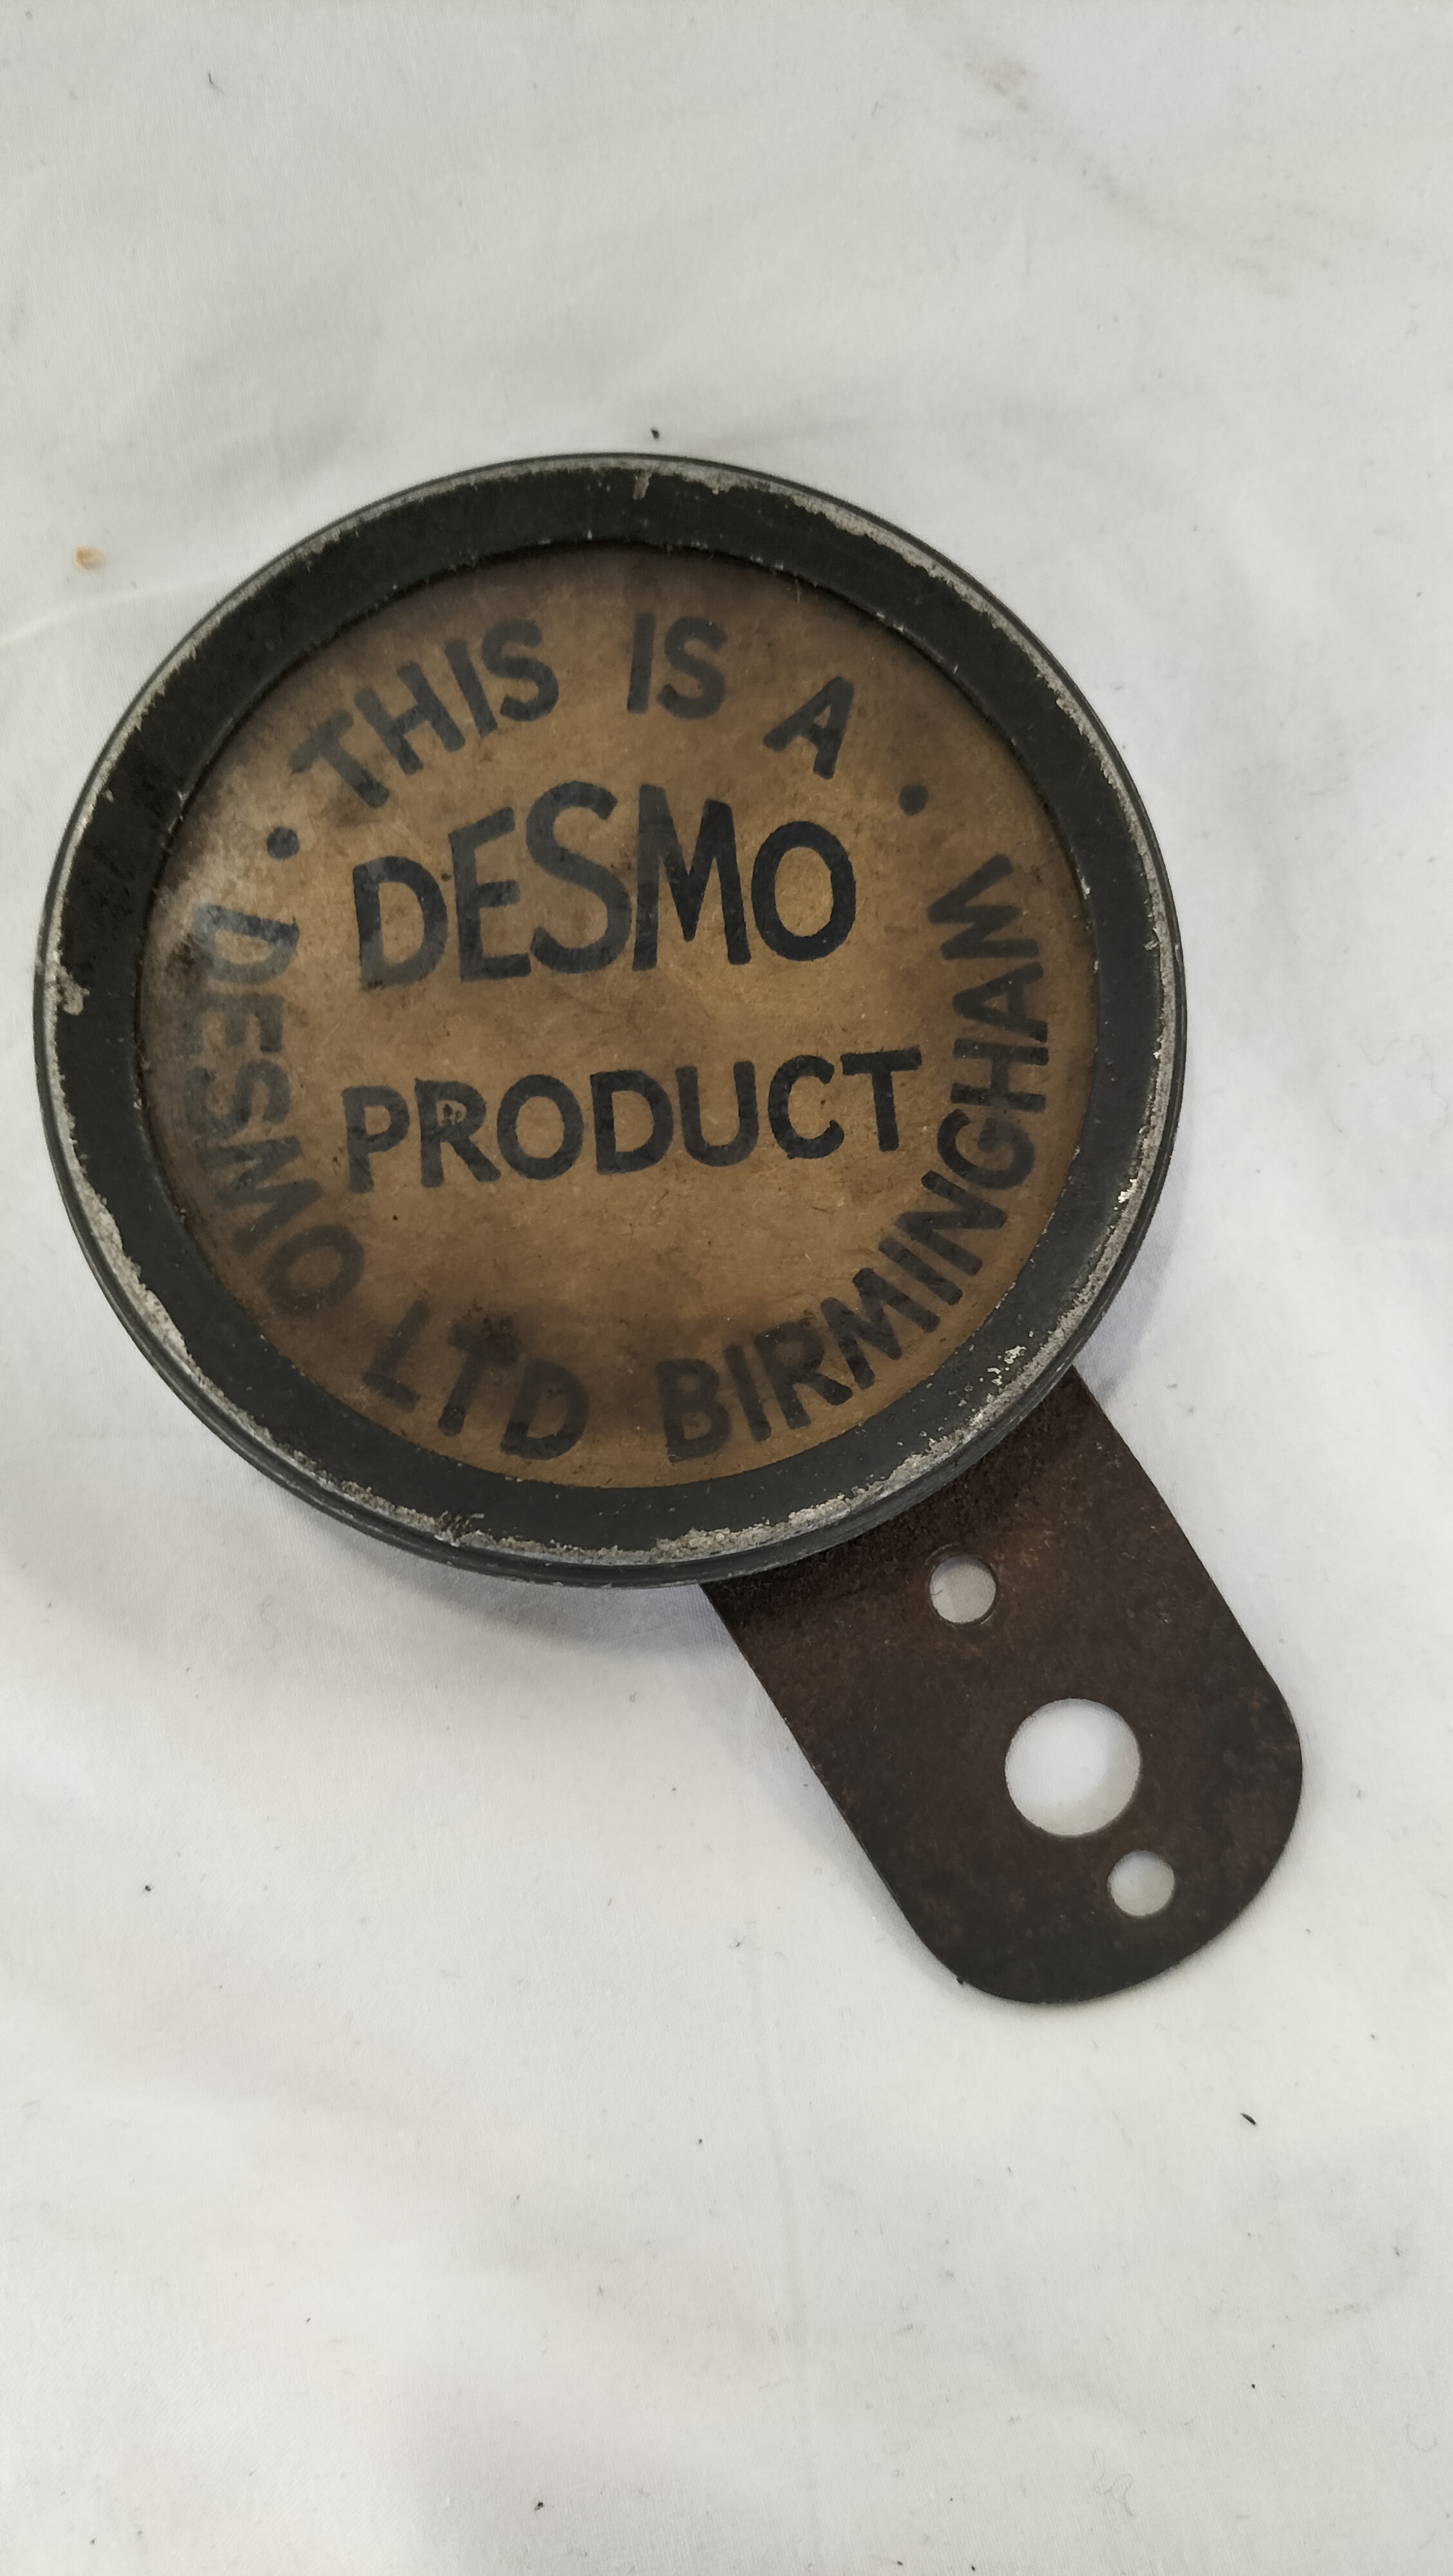 • THIS IS A •
DESMO
PRODUCT
DESMO LTD BIRMINGHAM